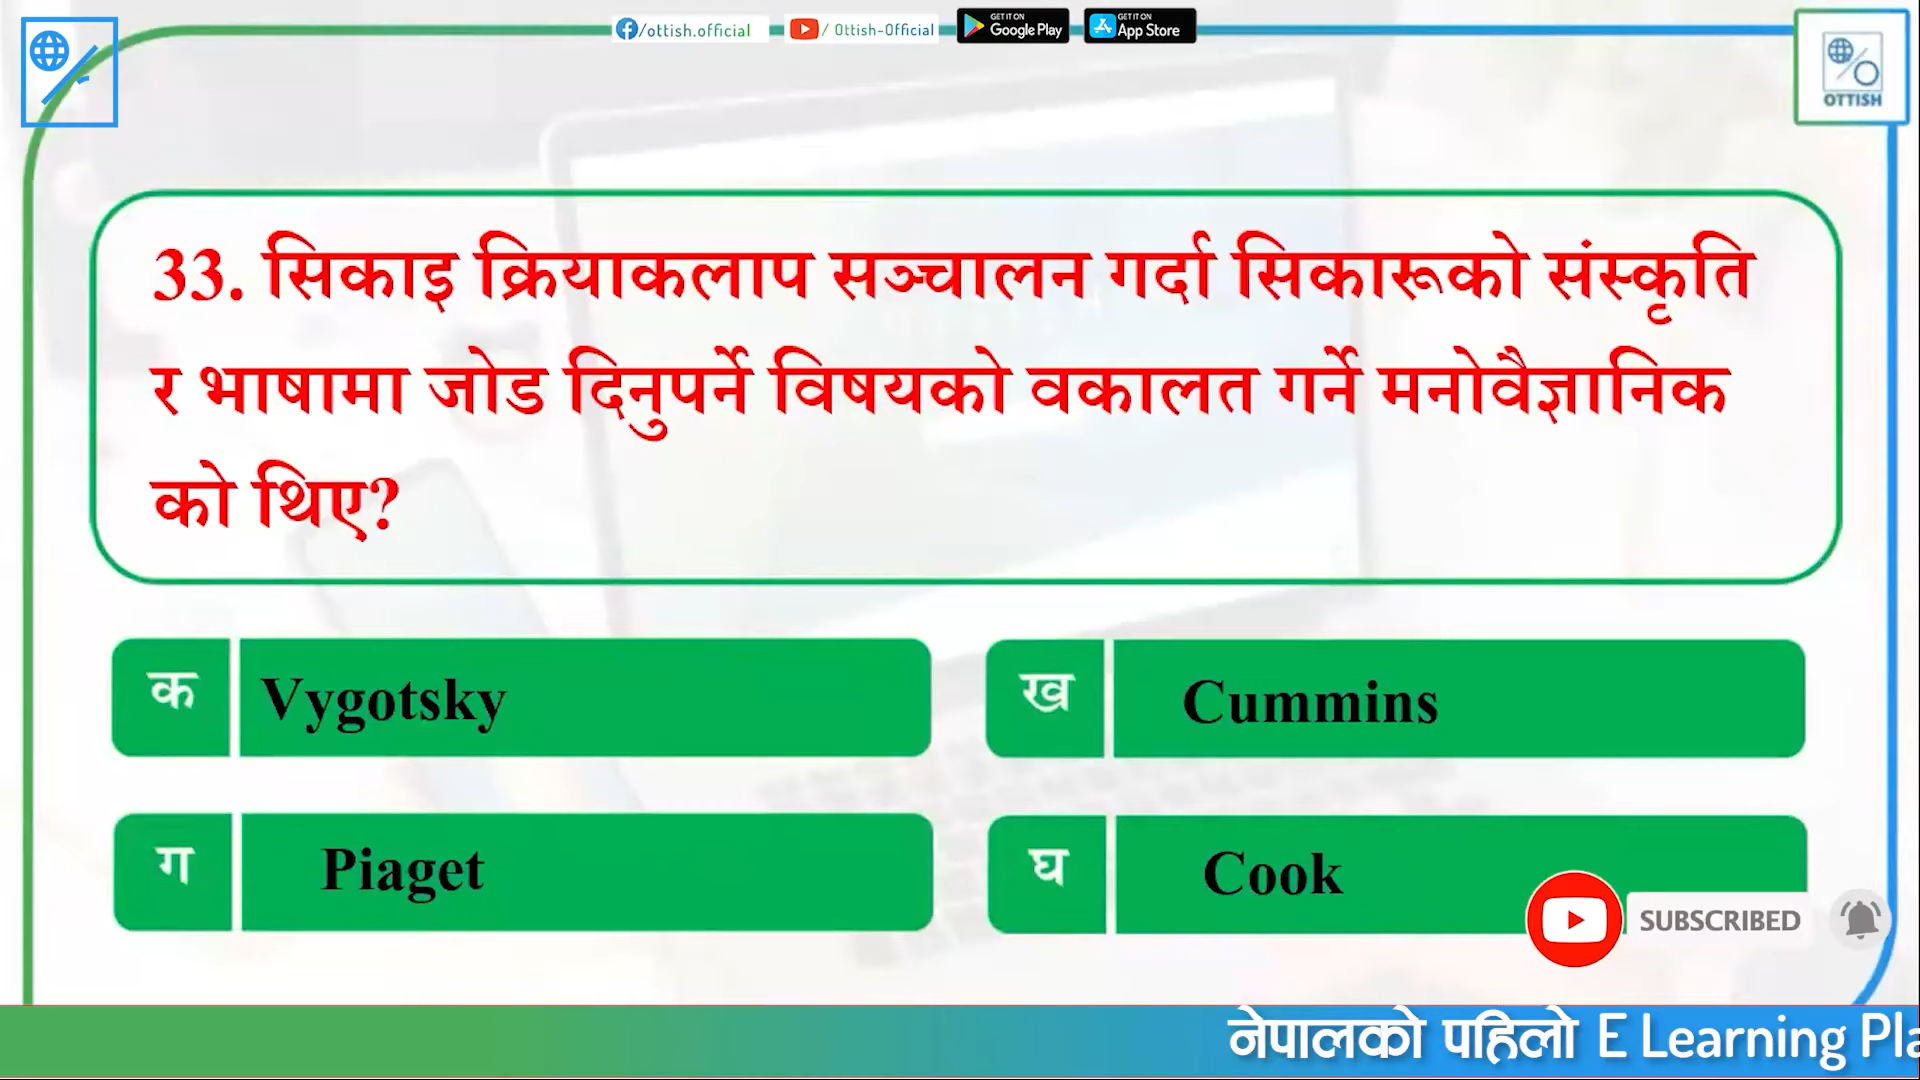 /ottish.official / Ottish-Official GET IT ON Google Play GET IT ON App Store
OTTISH
33. सिकाइ क्रियाकलाप सञ्चालन गर्दा सिकारूको संस्कृति
र भाषामा जोड दिनुपर्ने विषयको वकालत गर्ने मनोवैज्ञानिक
को थिए?
क Vygotsky
ख Cummins
ग Piaget
घ Cook
SUBSCRIBED
नेपालको पहिलो E Learning Pla